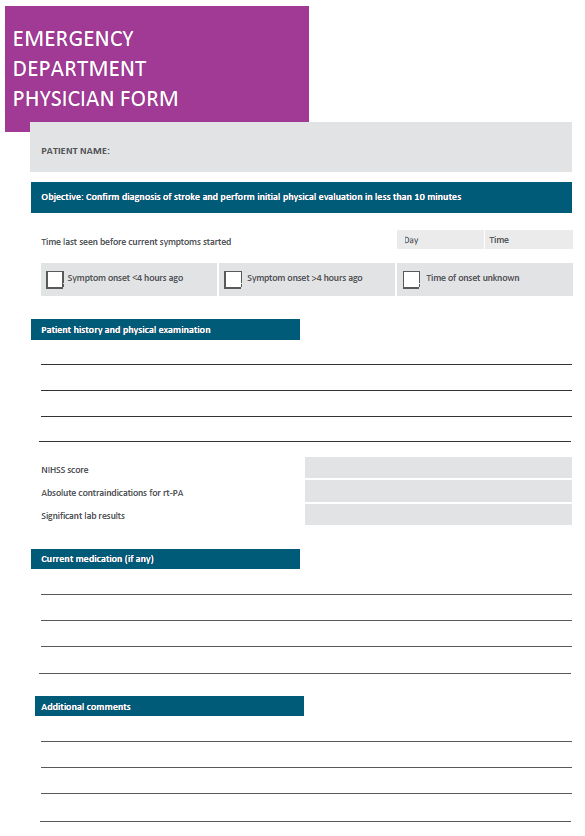 EMERGENCY
DEPARTMENT
PHYSICIAN FORM
PATIENT NAME:
Objective: Confirm diagnosis of stroke and perform initial physical evaluation in less than 10 minutes
Time last seen before current symptoms started Day Time
Symptom onset <4 hours ago Symptom onset >4 hours ago Time of onset unknown
Patient history and physical examination
NIHSS score
Absolute contraindications for rt-PA
Significant lab results
Current medication (if any)
Additional comments